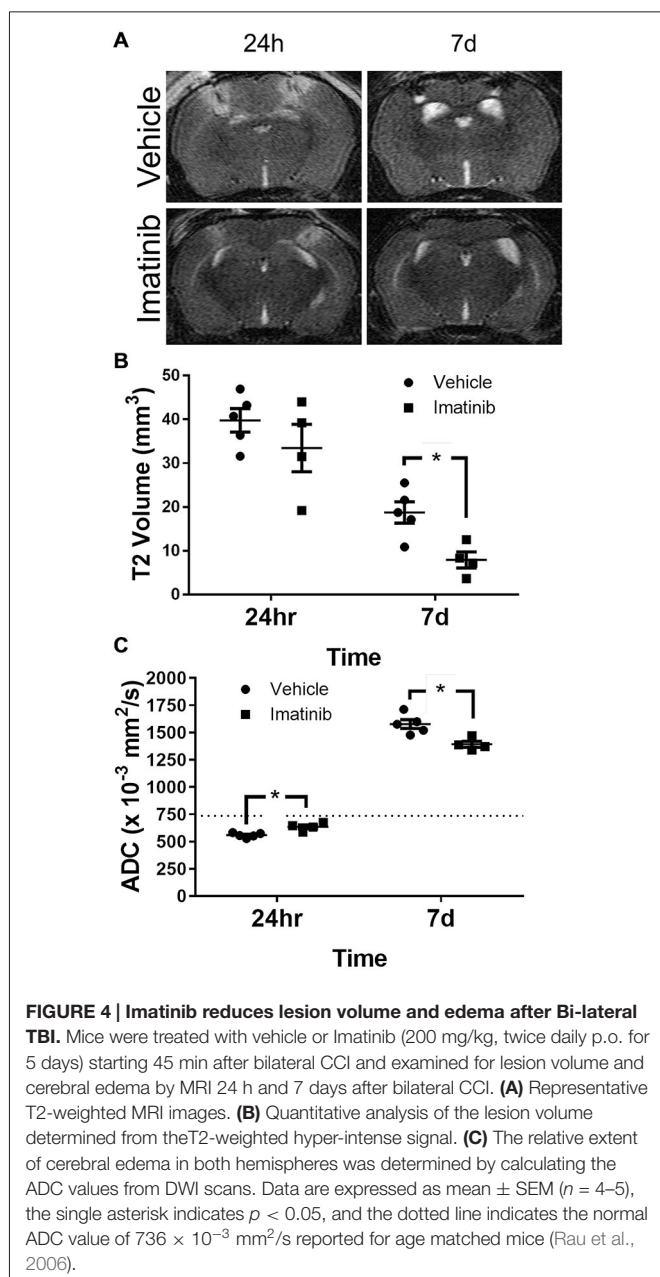 A
24h 7d
Vehicle
Imatinib
B
T2 Volume (mm³)
50
40
30
20
10
0
Vehicle
Imatinib
*
24hr 7d
Time
C
ADC (x 10⁻³ mm²/s)
2000
1750
1500
1250
1000
750
500
250
0
Vehicle
Imatinib
*
*
24hr 7d
Time
FIGURE 4 | Imatinib reduces lesion volume and edema after Bi-lateral
TBI. Mice were treated with vehicle or Imatinib (200 mg/kg, twice daily p.o. for
5 days) starting 45 min after bilateral CCI and examined for lesion volume and
cerebral edema by MRI 24 h and 7 days after bilateral CCI. (A) Representative
T2-weighted MRI images. (B) Quantitative analysis of the lesion volume
determined from theT2-weighted hyper-intense signal. (C) The relative extent
of cerebral edema in both hemispheres was determined by calculating the
ADC values from DWI scans. Data are expressed as mean ± SEM (n = 4–5),
the single asterisk indicates p < 0.05, and the dotted line indicates the normal
ADC value of 736 × 10⁻³ mm²/s reported for age matched mice (Rau et al.,
2006).